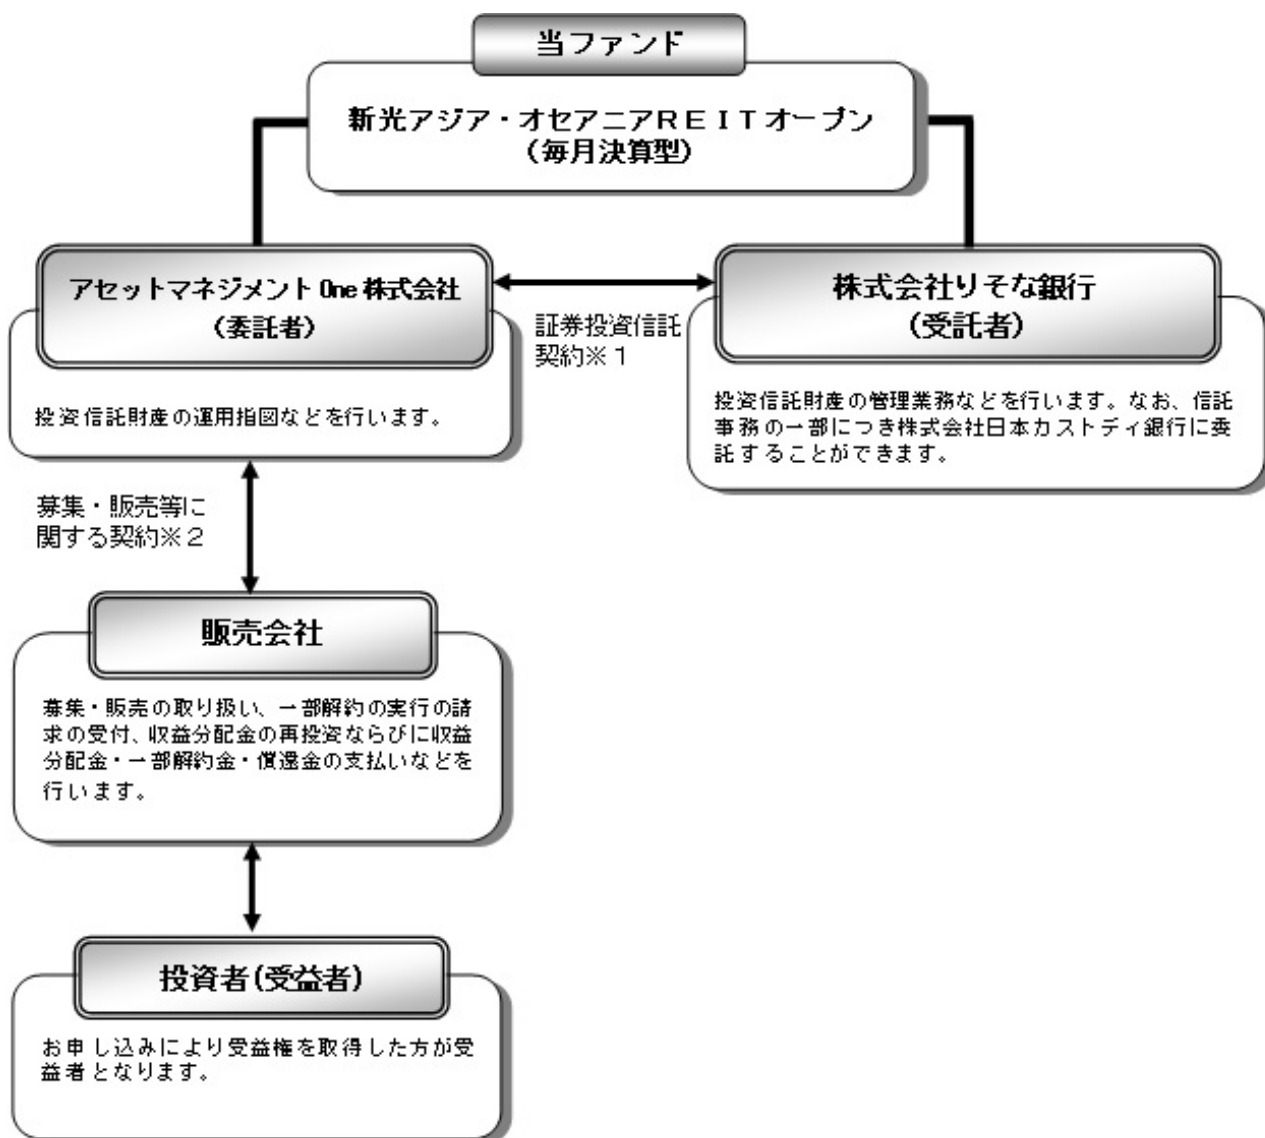 当ファンド
新光アジア・オセアニアＲＥＩＴオープン
（毎月決算型）
アセットマネジメント One 株式会社
（委託者）
投資信託財産の運用指図などを行います。
証券投資信託
契約※１
株式会社りそな銀行
（受託者）
投資信託財産の管理業務などを行います。なお、信託
事務の一部につき株式会社日本カストディ銀行に委
託することができます。
募集・販売等に
関する契約※２
販売会社
募集・販売の取り扱い、一部解約の実行の請
求の受付、収益分配金の再投資ならびに収益
分配金・一部解約金・償還金の支払いなどを
行います。
投資者(受益者)
お申し込みにより受益権を取得した方が受
益者となります。